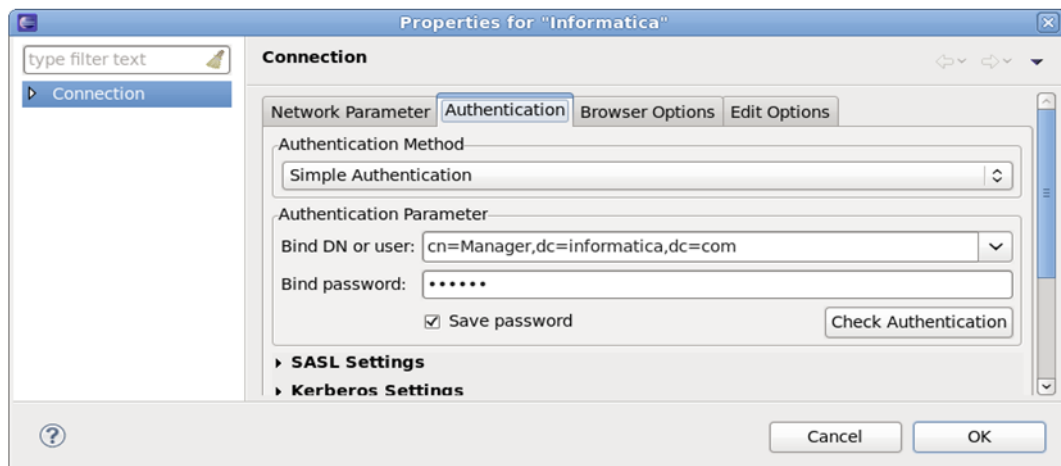 Properties for "Informatica"
type filter text
Connection
Connection
Network Parameter Authentication Browser Options Edit Options
Authentication Method
Simple Authentication
Authentication Parameter
Bind DN or user: cn=Manager,dc=informatica,dc=com
Bind password: ••••••
Save password Check Authentication
SASL Settings
Kerberos Settings
Cancel OK